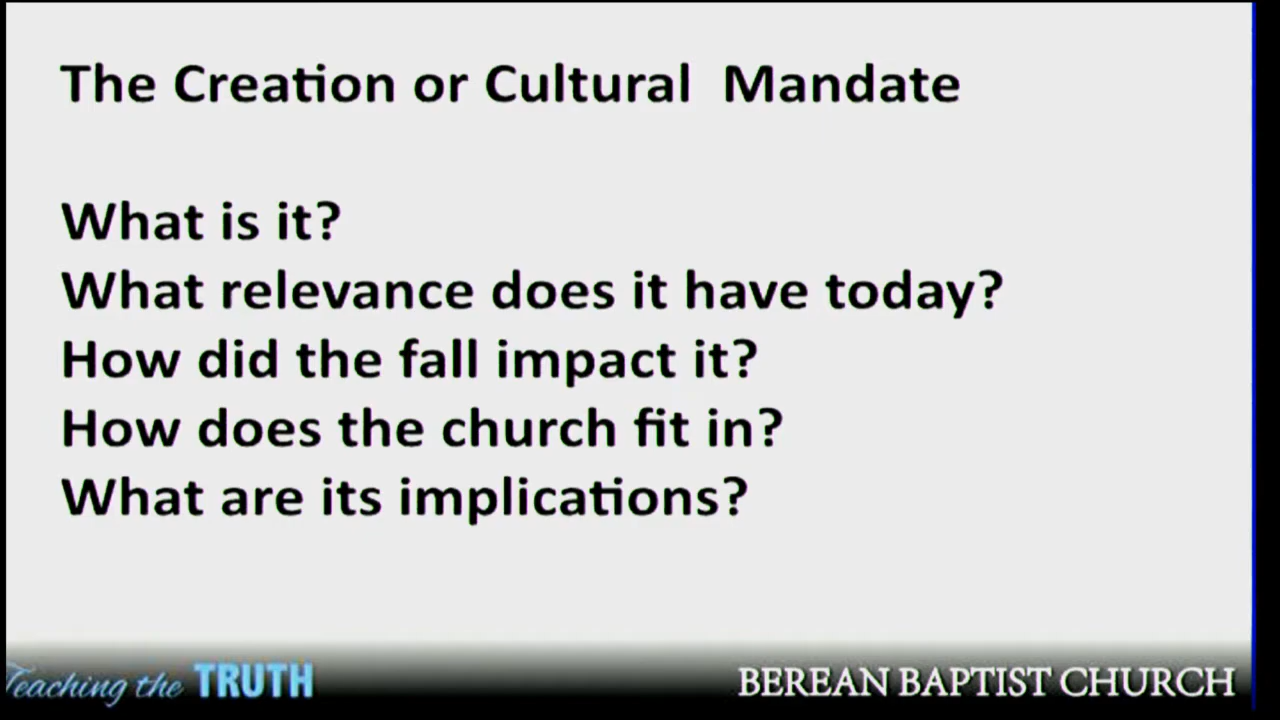 The Creation or Cultural Mandate
What is it?
What relevance does it have today?
How did the fall impact it?
How does the church fit in?
What are its implications?
Teaching the TRUTH
BEREAN BAPTIST CHURCH